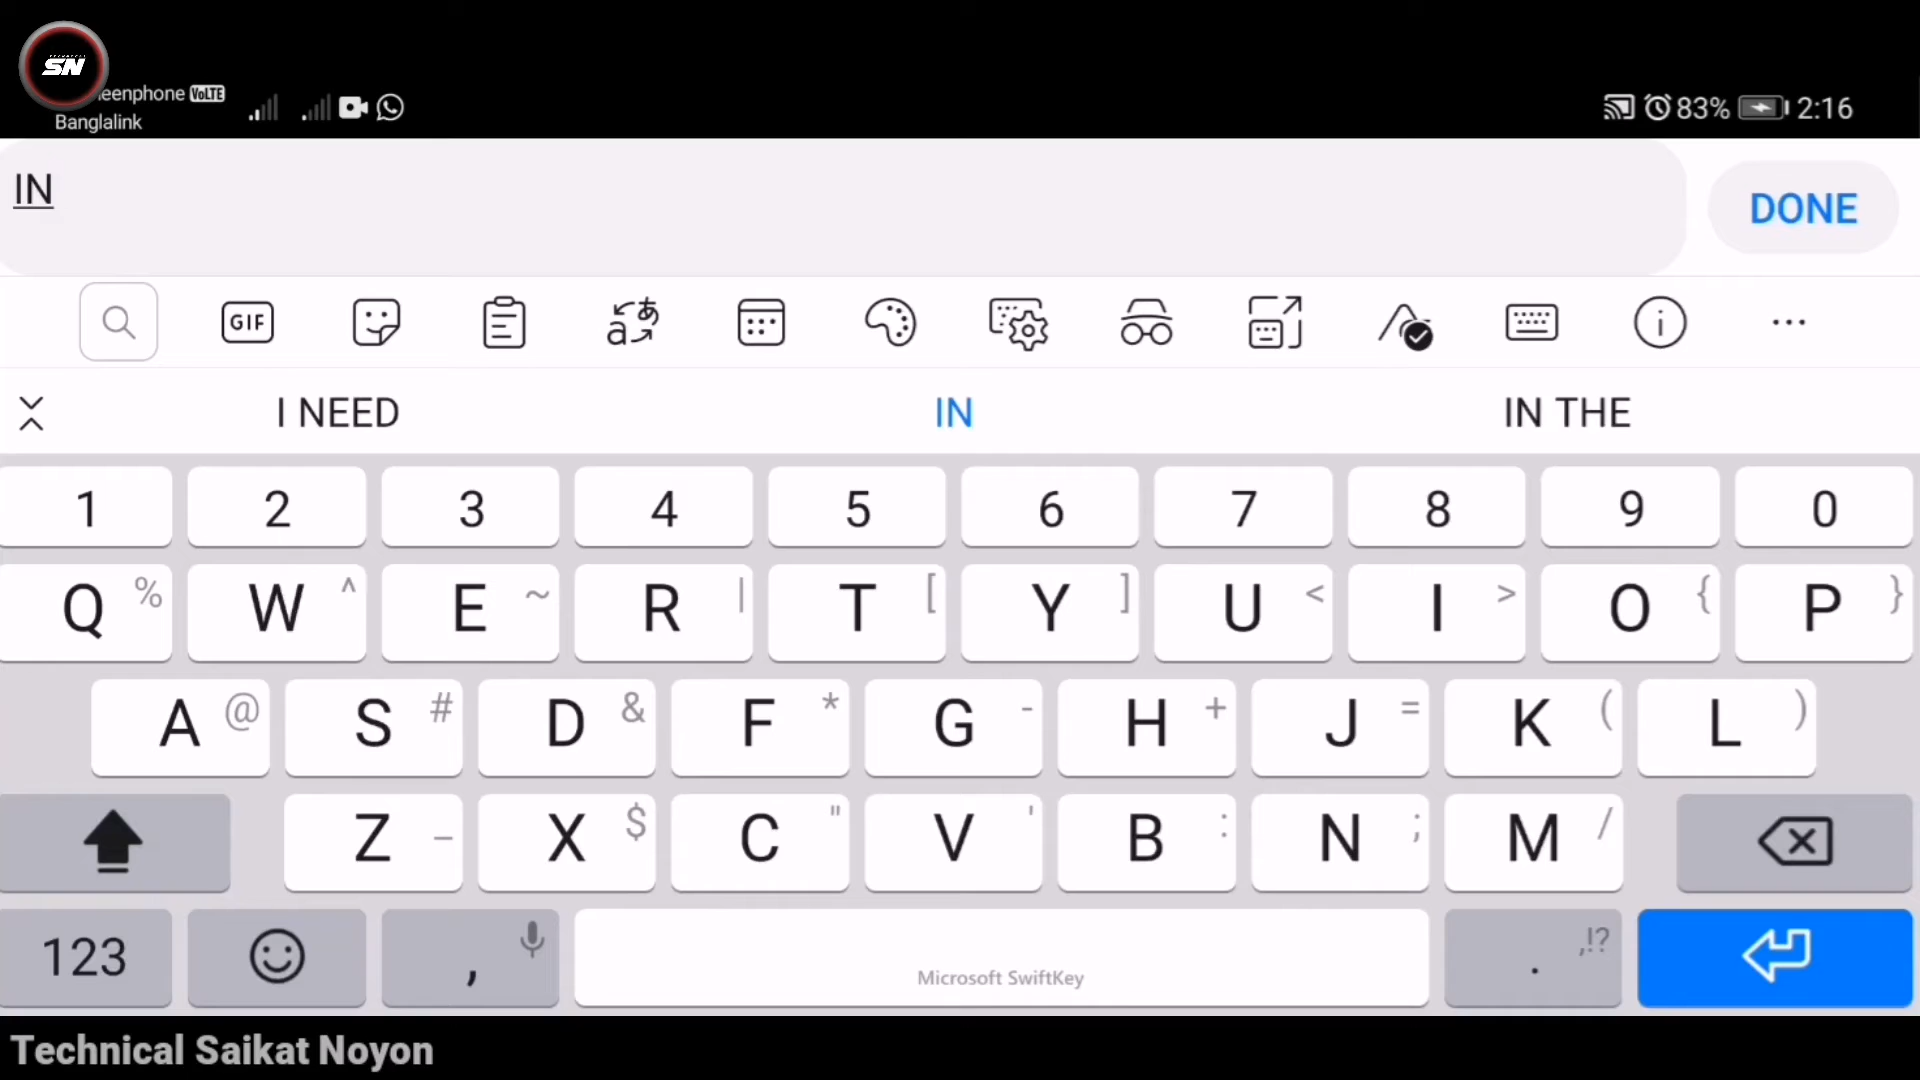 SN
eenphone VoLTE
Banglalink
83% 2:16
IN
DONE
GIF
I NEED IN IN THE
1 2 3 4 5 6 7 8 9 0
Q % W ^ E ~ R | T [ Y ] U < I > O { P }
A @ S # D & F * G - H + J = K ( L )
Z _ X $ C " V ' B : N ; M /
123 , . ,!?
Microsoft SwiftKey
Technical Saikat Noyon